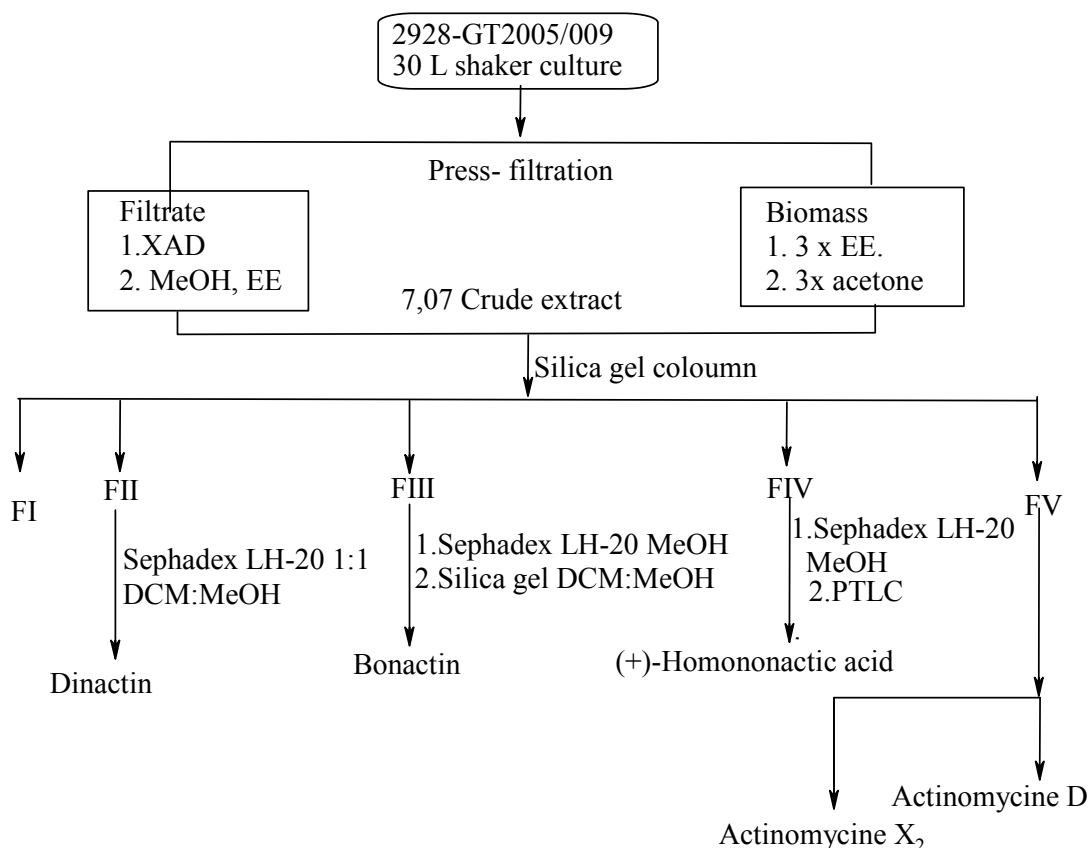 2928-GT2005/009
30 L shaker culture
Press- filtration
Filtrate
1.XAD
2. MeOH, EE
Biomass
1. 3 x EE.
2. 3x acetone
7,07 Crude extract
Silica gel coloumn
FI
FII
FIII
FIV
FV
Sephadex LH-20 1:1
DCM:MeOH
1.Sephadex LH-20 MeOH
2.Silica gel DCM:MeOH
1.Sephadex LH-20
MeOH
2.PTLC
Dinactin
Bonactin
(+)-Homononactic acid
Actinomycine X₂
Actinomycine D